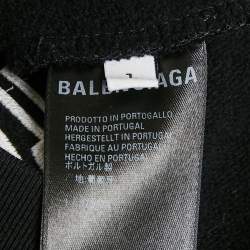 BALENCIAGA
PRODOTTO IN PORTOGALLO
MADE IN PORTUGAL
HERGESTELLT IN PORTUGAL
FABRIQUE AU PORTUGAL
HECHO EN PORTUGAL
ポルトガル製